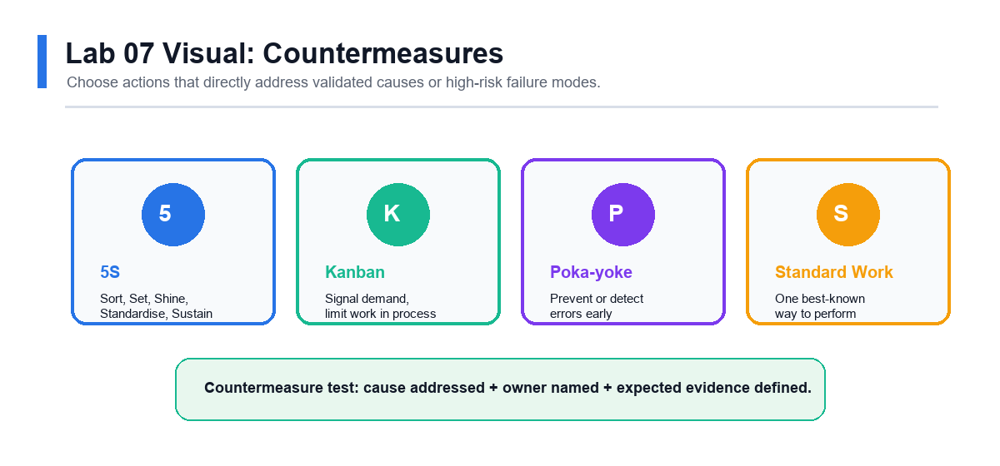 Lab 07 Visual: Countermeasures
Choose actions that directly address validated causes or high-risk failure modes.
5
5S
Sort, Set, Shine,
Standardise, Sustain
K
Kanban
Signal demand,
limit work in process
P
Poka-yoke
Prevent or detect
errors early
S
Standard Work
One best-known
way to perform
Countermeasure test: cause addressed + owner named + expected evidence defined.